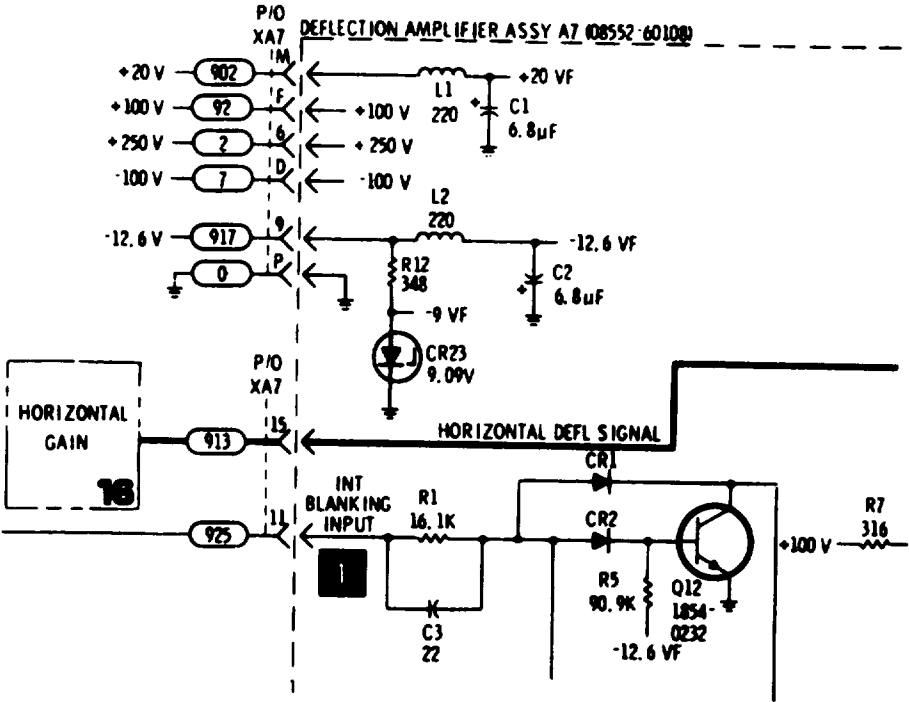 P/O
XA7
DEFLECTION AMPLIFIER ASSY A7 (08552-60108)
+20 V 902 M +20 VF
L1
220
C1
6.8µF
+
+100 V 92 F +100 V
+250 V 2 6 +250 V
-100 V 7 D -100 V
L2
220
-12.6 V 917 9 -12.6 VF
0 P
R12
348
C2
6.8µF
+
-9 VF
CR23
9.09V
P/O
XA7
HORIZONTAL
GAIN
16
913 15
HORIZONTAL DEFL SIGNAL
925 11
INT
BLANKING
INPUT
1
R1
16.1K
C3
22
CR1
CR2
R5
90.9K
-12.6 VF
Q12
1854-
0232
+100 V
R7
316